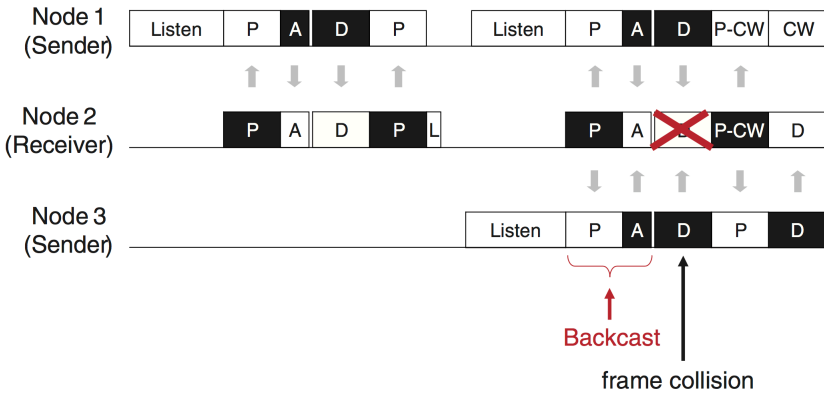 Node 1
(Sender)
Listen P A D P Listen P A D P-CW CW
Node 2
(Receiver)
P A D P L P A D P-CW D
Node 3
(Sender)
Listen P A D P D
Backcast
frame collision